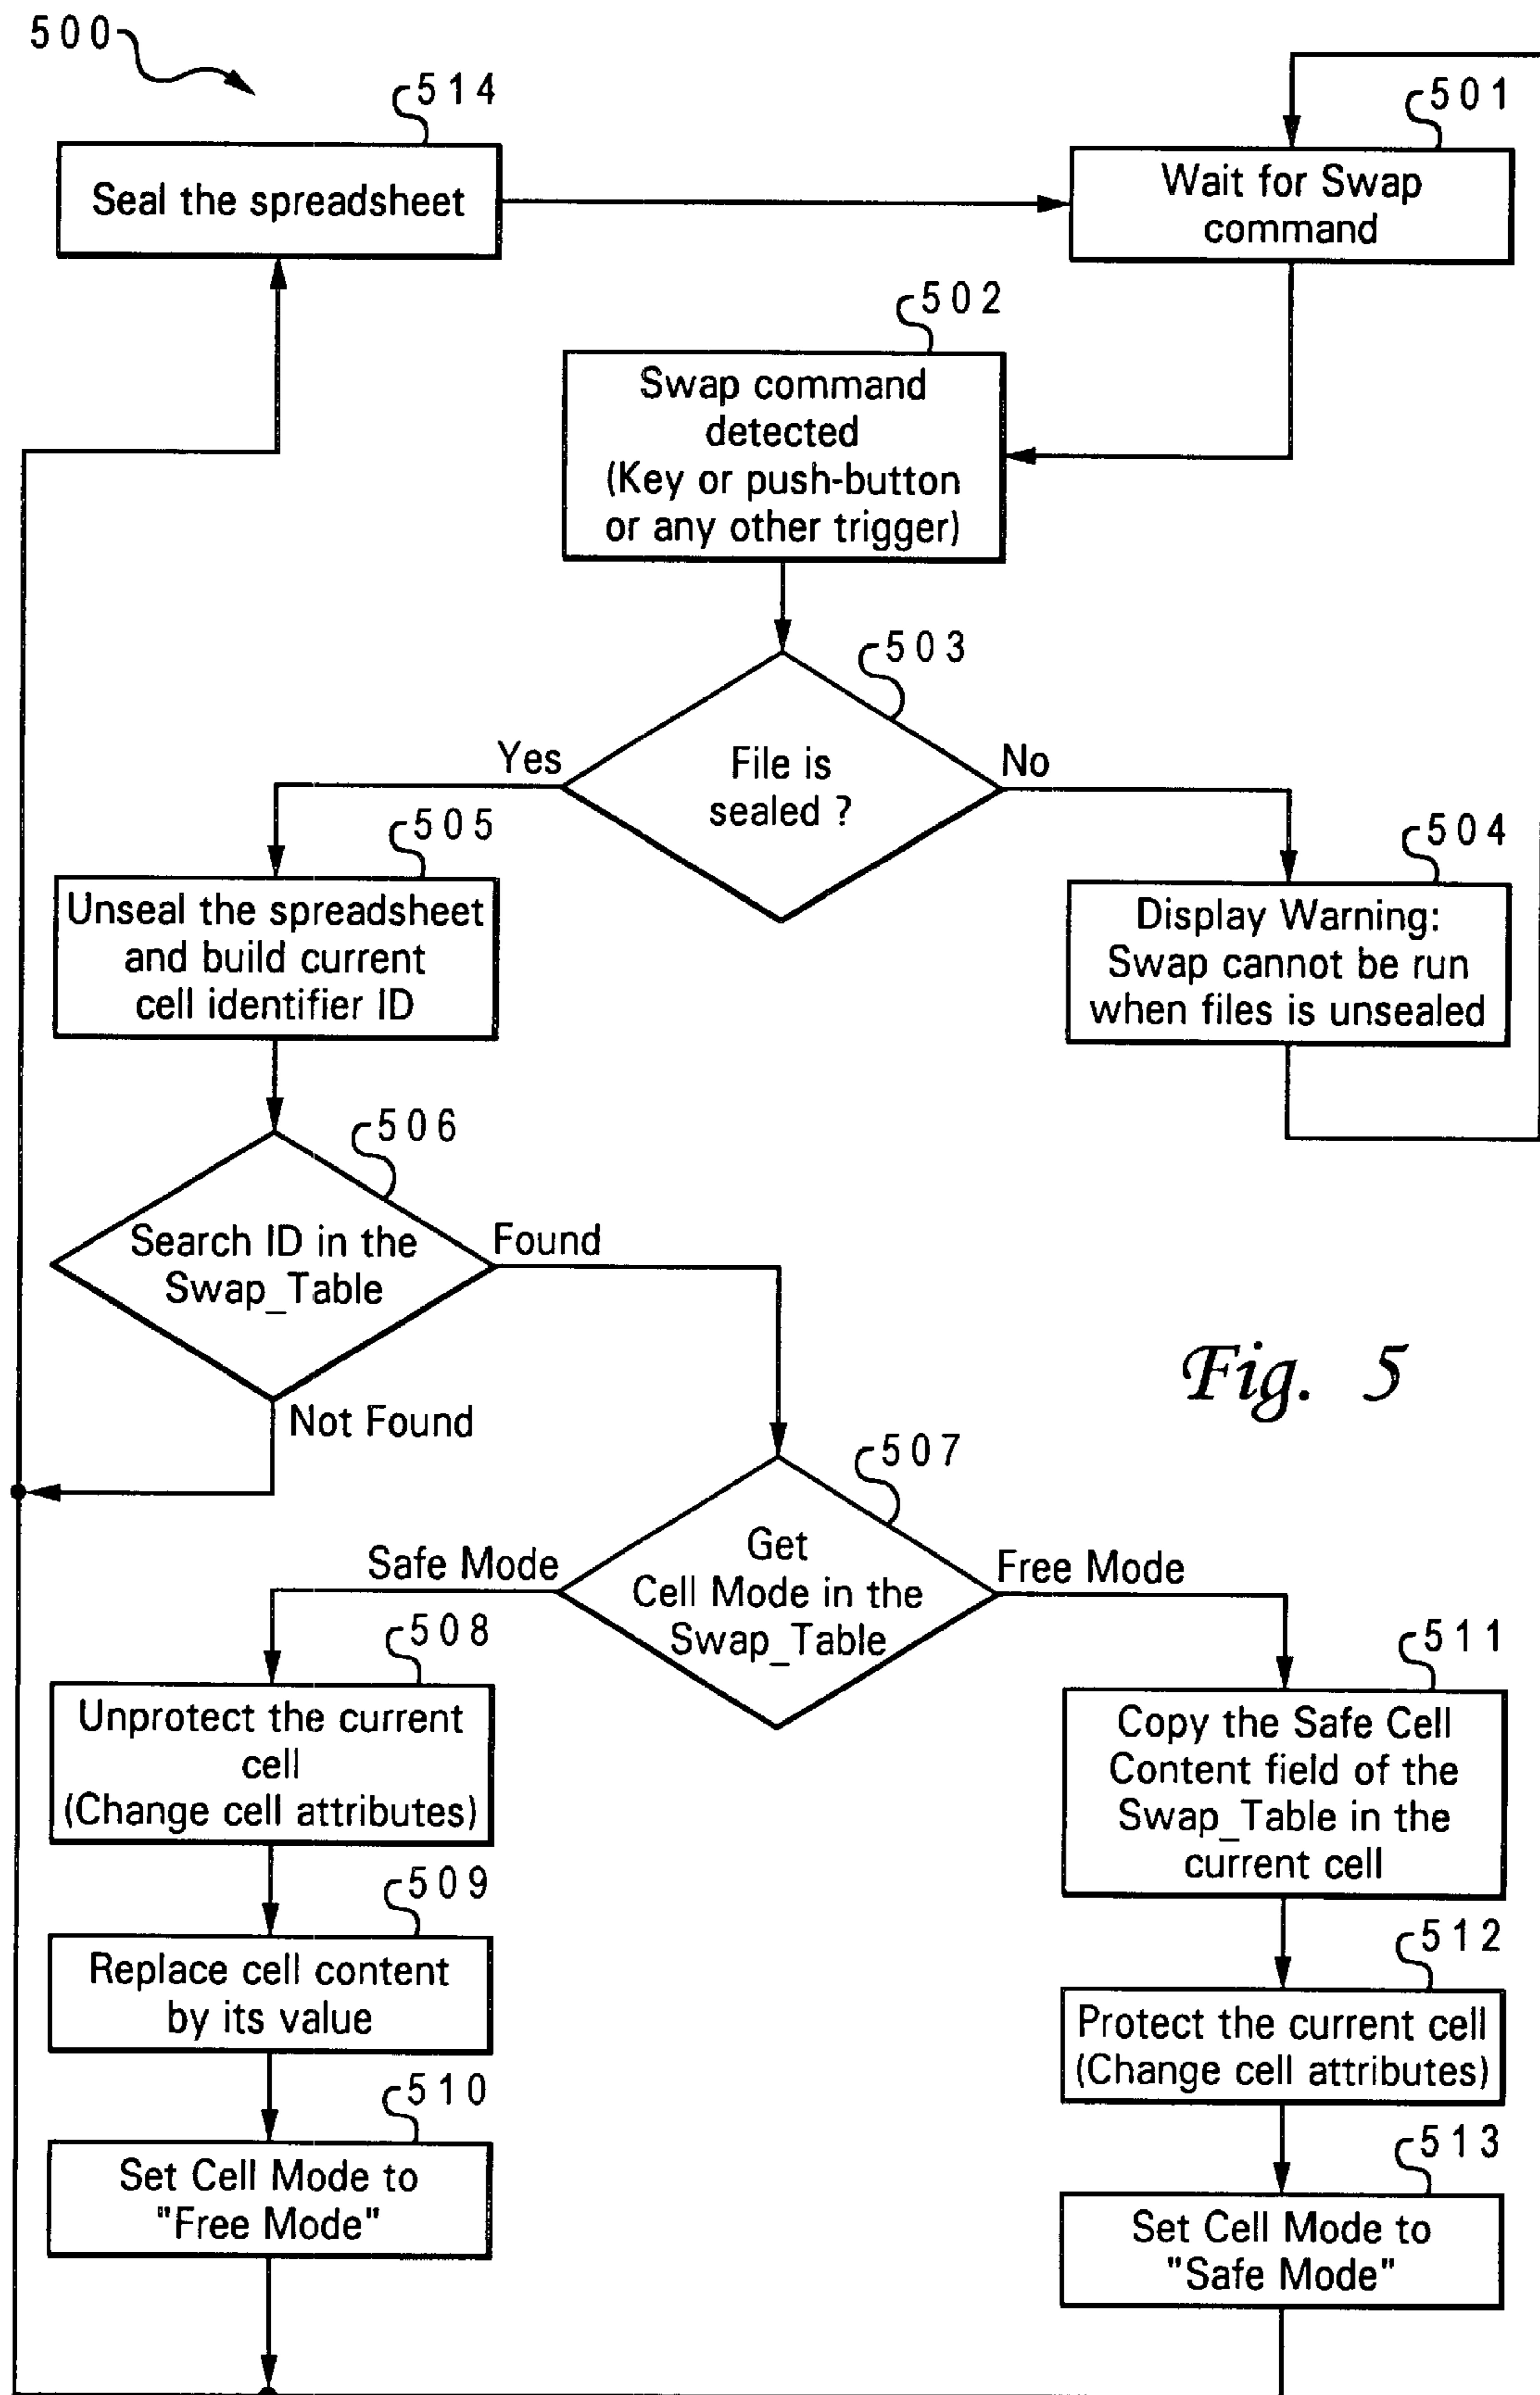 500
514
Seal the spreadsheet
501
Wait for Swap
command
502
Swap command
detected
(Key or push-button
or any other trigger)
503
File is
sealed ?
Yes
No
505
Unseal the spreadsheet
and build current
cell identifier ID
504
Display Warning:
Swap cannot be run
when files is unsealed
506
Search ID in the
Swap_Table
Found
Not Found
Fig. 5
507
Get
Cell Mode in the
Swap_Table
Safe Mode
Free Mode
508
Unprotect the current
cell
(Change cell attributes)
511
Copy the Safe Cell
Content field of the
Swap_Table in the
current cell
509
Replace cell content
by its value
512
Protect the current cell
(Change cell attributes)
510
Set Cell Mode to
"Free Mode"
513
Set Cell Mode to
"Safe Mode"